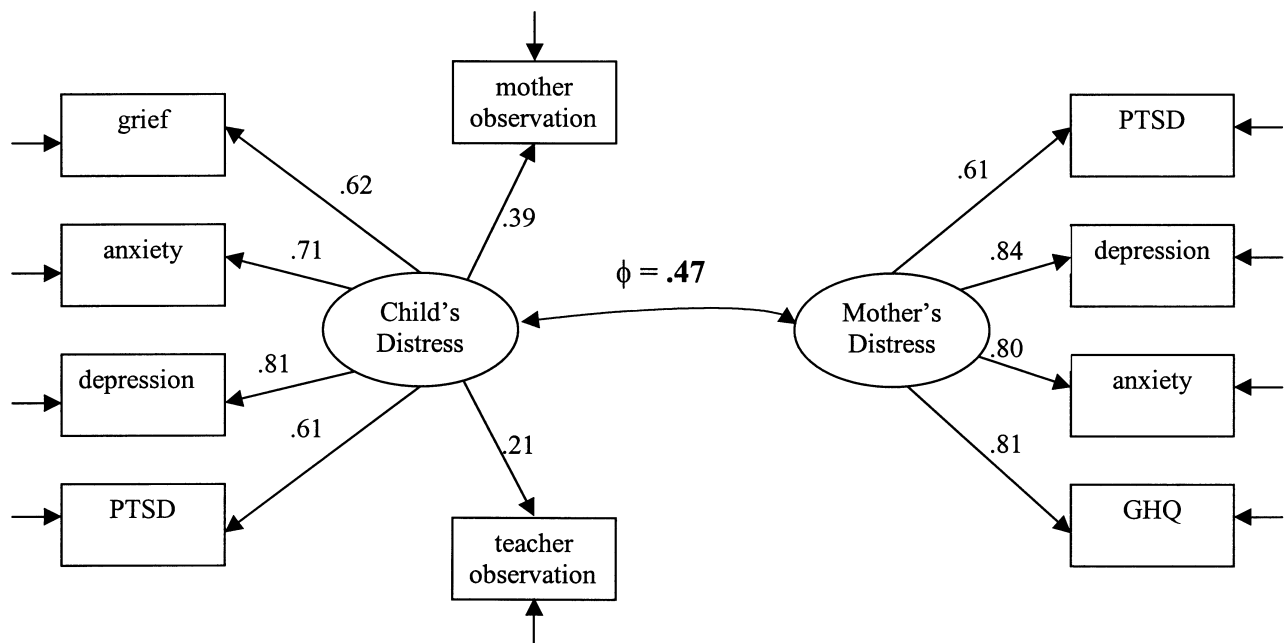 mother
observation
grief
PTSD
.62
.61
.39
anxiety
.71
.84
depression
ϕ = .47
Child's
Distress
Mother's
Distress
.80
depression
.81
anxiety
.61
.21
.81
PTSD
GHQ
teacher
observation